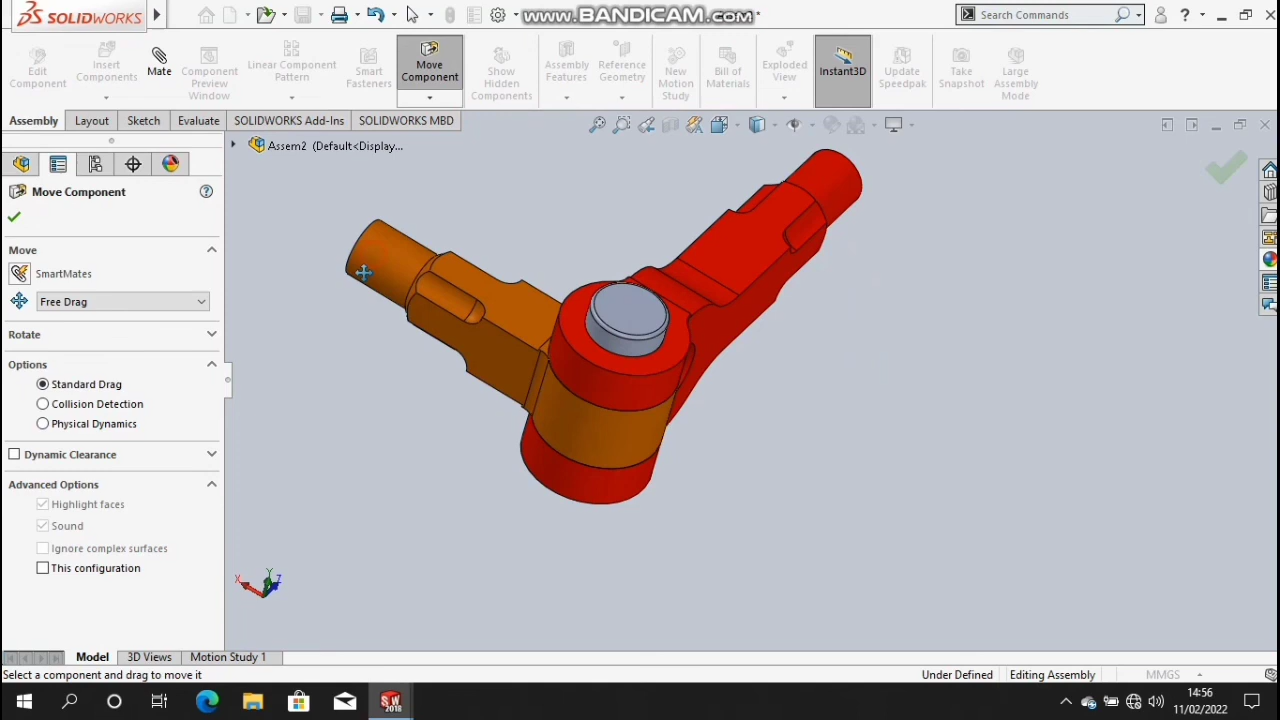 SOLIDWORKS
www.BANDICAM.com
*
Search Commands
?
Edit Component
Insert Components
Mate
Component Preview Window
Linear Component Pattern
Smart Fasteners
Move Component
Show Hidden Components
Assembly Features
Reference Geometry
New Motion Study
Bill of Materials
Exploded View
Instant3D
Update Speedpak
Take Snapshot
Large Assembly Mode
Assembly
Layout
Sketch
Evaluate
SOLIDWORKS Add-Ins
SOLIDWORKS MBD
Assem2 (Default<Display...
Move Component
?
Move
SmartMates
Free Drag
Rotate
Options
Standard Drag
Collision Detection
Physical Dynamics
Dynamic Clearance
Advanced Options
Highlight faces
Sound
Ignore complex surfaces
This configuration
X
Y
Z
Model
3D Views
Motion Study 1
Select a component and drag to move it
Under Defined
Editing Assembly
MMGS
SW
2018
14:56
11/02/2022